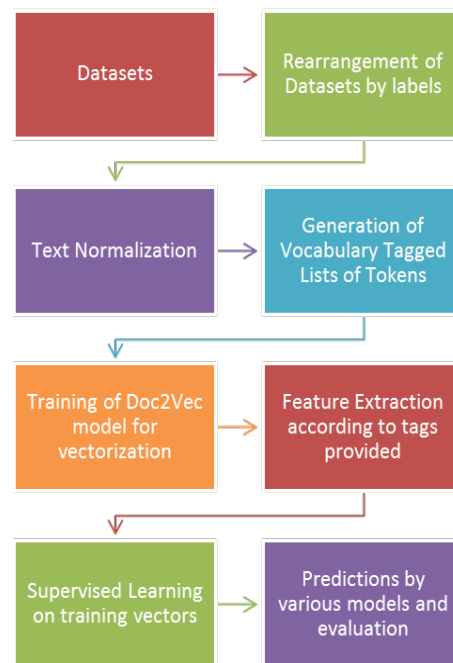 Datasets
Rearrangement of
Datasets by labels
Text Normalization
Generation of
Vocabulary Tagged
Lists of Tokens
Training of Doc2Vec
model for
vectorization
Feature Extraction
according to tags
provided
Supervised Learning
on training vectors
Predictions by
various models and
evaluation